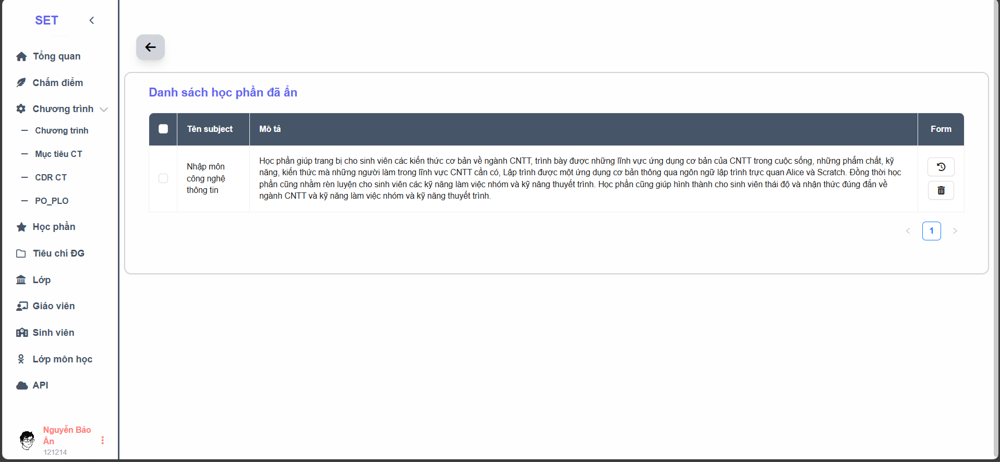 SET
Tổng quan
Chấm điểm
Chương trình
Chương trình
Mục tiêu CT
CDR CT
PO_PLO
Học phần
Tiêu chí ĐG
Lớp
Giáo viên
Sinh viên
Lớp môn học
API
Nguyễn Bảo
Ân
121214
Danh sách học phần đã ẩn
Tên subject
Mô tả
Form
Nhập môn
công nghệ
thông tin
Học phần giúp trang bị cho sinh viên các kiến thức cơ bản về ngành CNTT, trình bày được những lĩnh vực ứng dụng cơ bản của CNTT trong cuộc sống, những phẩm chất, kỹ
năng, kiến thức mà những người làm trong lĩnh vực CNTT cần có, Lập trình được một ứng dụng cơ bản thông qua ngôn ngữ lập trình trực quan Alice và Scratch. Đồng thời học
phần cũng nhằm rèn luyện cho sinh viên các kỹ năng làm việc nhóm và kỹ năng thuyết trình. Học phần cũng giúp hình thành cho sinh viên thái độ và nhận thức đúng đắn về
ngành CNTT và kỹ năng làm việc nhóm và kỹ năng thuyết trình.
1